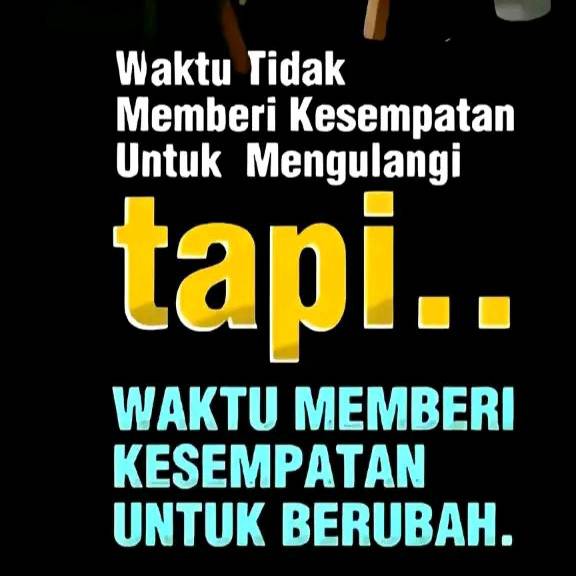 Waktu Tidak
Memberi Kesempatan
Untuk Mengulangi
tapi..
WAKTU MEMBERI
KESEMPATAN
UNTUK BERUBAH.